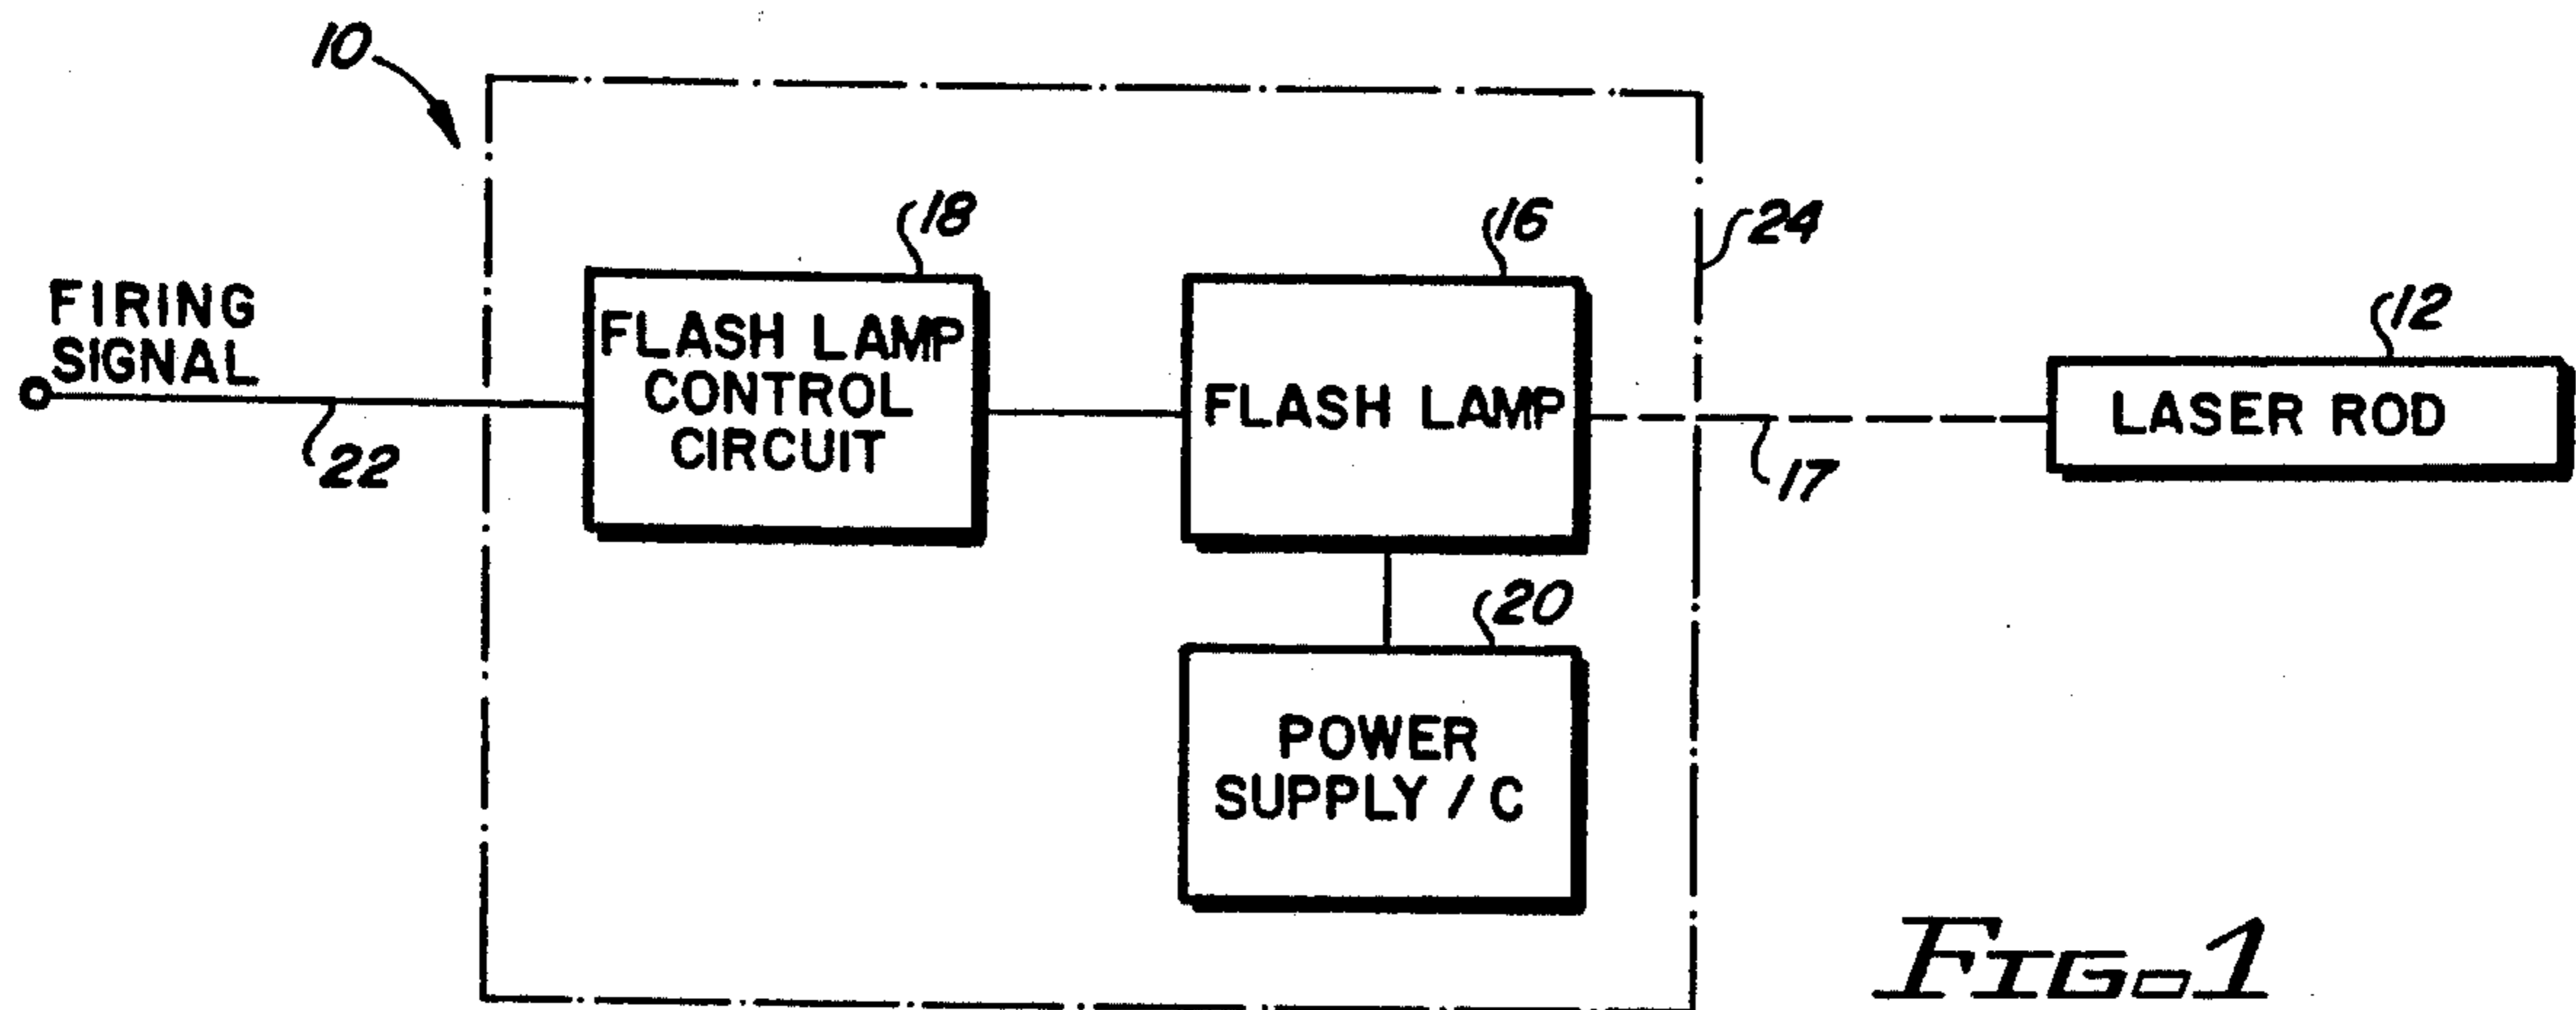 10
18
16
24
12
FIRING
SIGNAL
22
FLASH LAMP
CONTROL
CIRCUIT
FLASH LAMP
17
LASER ROD
20
POWER
SUPPLY / C
FIG. 1